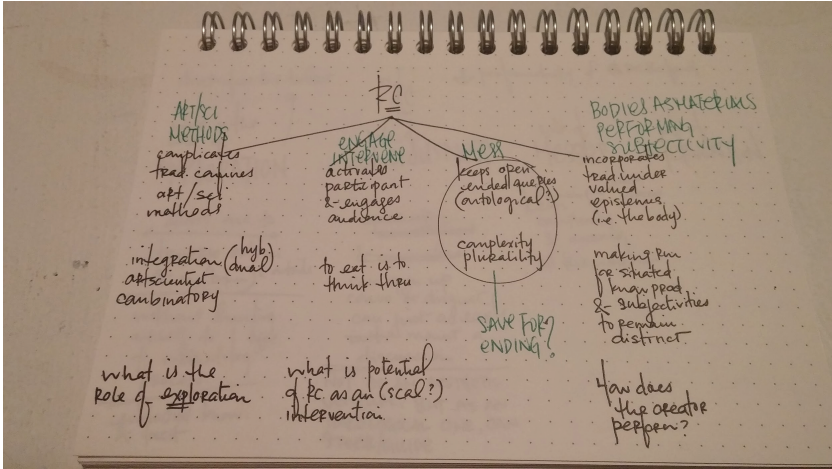 RC
ART/SCI
METHODS
complicates
trad. canines
art / sci
methods
integration (hyb.
dual)
artscientist
combinatory
what is the
role of exploration
ENGAGE
INTERVENE
activates
participant
& engages
audience
to eat is to
think thru
what is potential
of RC as an (scal?)
intervention
MESS
keeps open
ended queries
(ontological?)
complexity
plurality
SAVE FOR?
ENDING?
BODIES AS MATERIALS
PERFORMING
SUBJECTIVITY
incorporates
trad. under
valued
epistemes
(i.e. the body)
making rm
for situated
know prod
& subjectivities
to remain
distinct
How does
the creator
perform?